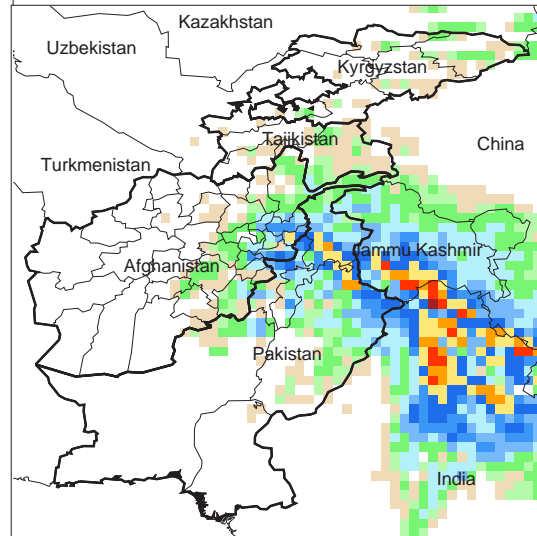 Kazakhstan
Uzbekistan
Kyrgyzstan
Tajikistan
China
Turkmenistan
Jammu Kashmir
Afghanistan
Pakistan
India